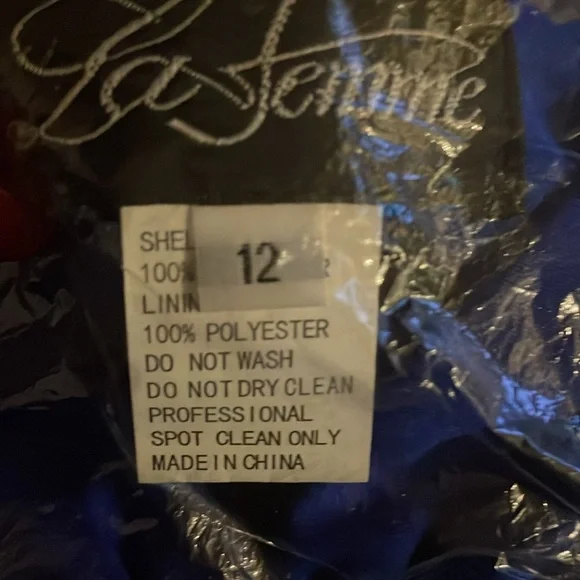 La Femme
SHEL
12
100%
R
LININ
100% POLYESTER
DO NOT WASH
DO NOT DRY CLEAN
PROFESSIONAL
SPOT CLEAN ONLY
MADE IN CHINA